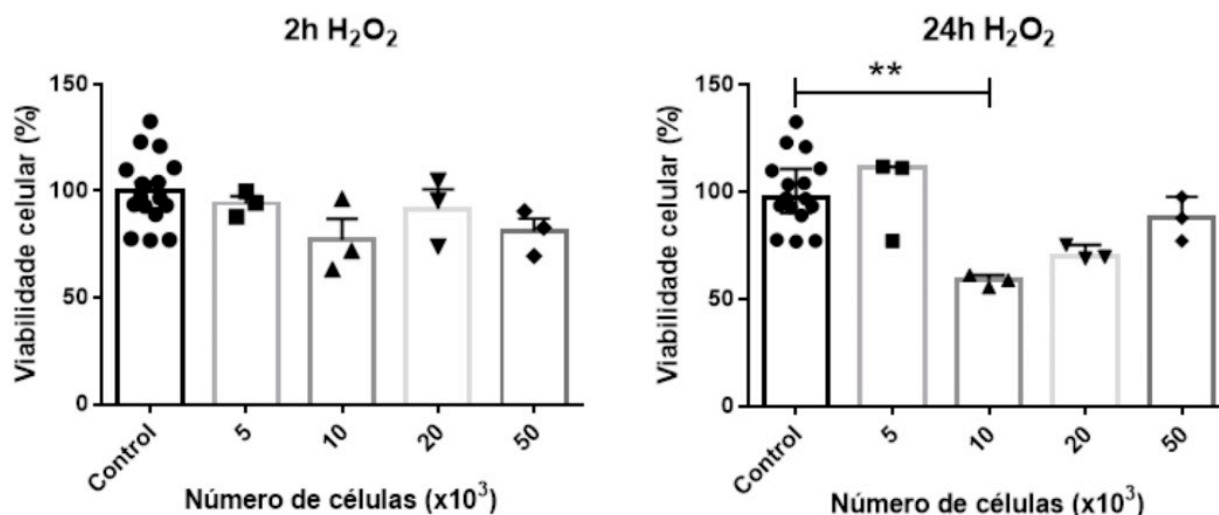 2h H₂O₂
150
100
50
0
Viabilidade celular (%)
Control
5
10
20
50
Número de células (x10³)
24h H₂O₂
**
150
100
50
0
Viabilidade celular (%)
Control
5
10
20
50
Número de células (x10³)